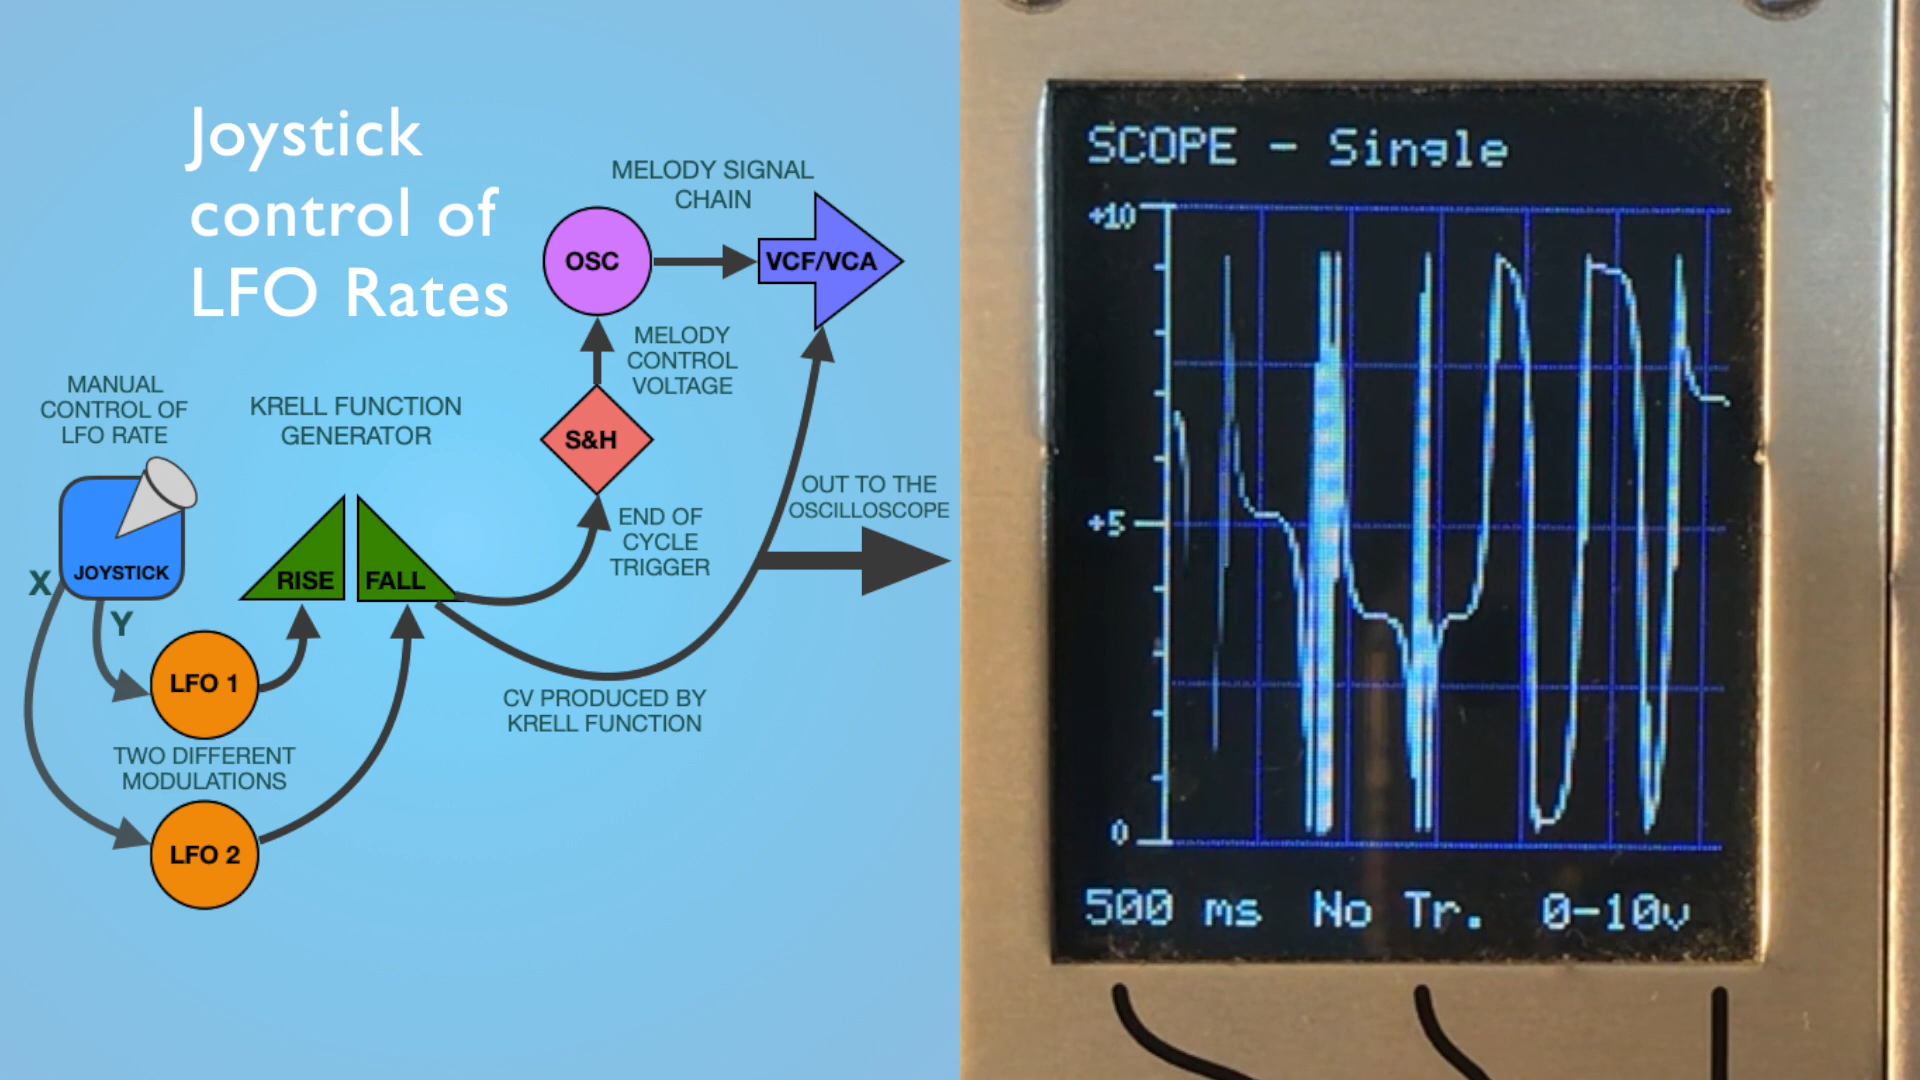 Joystick
control of
LFO Rates
MELODY SIGNAL
CHAIN
OSC
VCF/VCA
MELODY
CONTROL
VOLTAGE
MANUAL
CONTROL OF
LFO RATE
KRELL FUNCTION
GENERATOR
S&H
OUT TO THE
OSCILLOSCOPE
END OF
CYCLE
TRIGGER
JOYSTICK
RISE
FALL
X
Y
LFO 1
CV PRODUCED BY
KRELL FUNCTION
TWO DIFFERENT
MODULATIONS
LFO 2
SCOPE - Single
+10
+5
0
500 ms No Tr. 0-10v